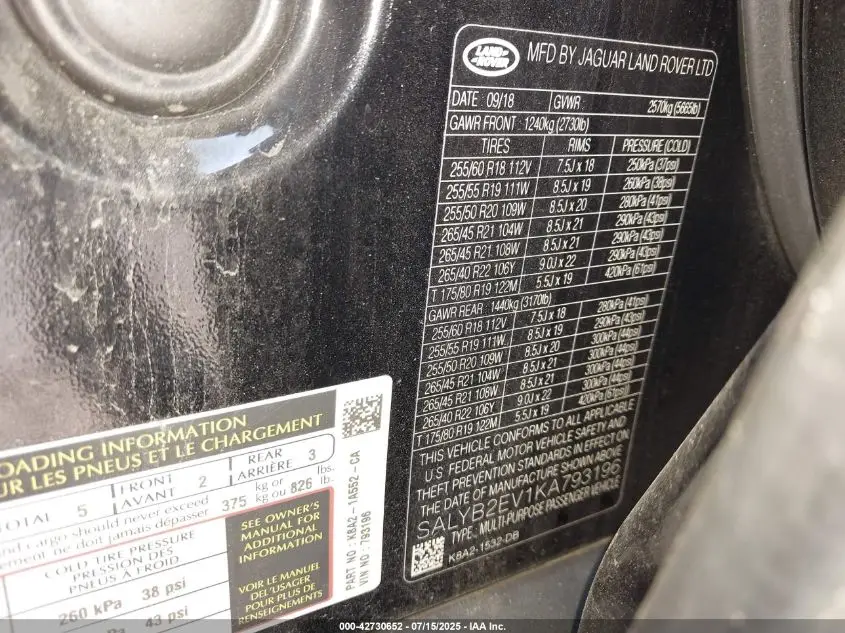 LAND ROVER
MFD BY JAGUAR LAND ROVER LTD
DATE: 09/18 GVWR: 2570kg (5665lb)
GAWR FRONT: 1240kg (2730lb)
TIRES RIMS PRESSURE (COLD)
255/60 R18 112V 7.5J x 18 250kPa (37psi)
255/55 R19 111W 8.5J x 19 260kPa (38psi)
255/50 R20 109W 8.5J x 20 280kPa (41psi)
265/45 R21 104W 8.5J x 21 290kPa (43psi)
265/45 R21 108W 8.5J x 21 290kPa (43psi)
265/40 R22 106Y 9.0J x 22 290kPa (43psi)
T 175/80 R19 122M 5.5J x 19 420kPa (61psi)
GAWR REAR: 1440kg (3170lb)
255/60 R18 112V 7.5J x 18 280kPa (41psi)
255/55 R19 111W 8.5J x 19 290kPa (43psi)
255/50 R20 109W 8.5J x 20 300kPa (44psi)
265/45 R21 104W 8.5J x 21 300kPa (44psi)
265/45 R21 108W 8.5J x 21 300kPa (44psi)
265/40 R22 106Y 9.0J x 22 300kPa (44psi)
T 175/80 R19 122M 5.5J x 19 420kPa (61psi)
THIS VEHICLE CONFORMS TO ALL APPLICABLE
U.S. FEDERAL MOTOR VEHICLE SAFETY AND
THEFT PREVENTION STANDARDS IN EFFECT ON
THE DATE OF MANUFACTURE SHOWN ABOVE
SALYB2EV1KA793196
TYPE: MULTI-PURPOSE PASSENGER VEHICLE
K8A2-1532-DB
OADING INFORMATION
UR LES PNEUS ET LE CHARGEMENT
TOTAL 5 FRONT AVANT 2 REAR ARRIÈRE 3
nd cargo should never exceed
ement ne doit jamais dépasser 375 kg or kg ou 826 lbs. lb.
COLD TIRE PRESSURE
PRESSION DES
PNEUS A FROID
260 kPa 38 psi
Pa 43 psi
SEE OWNER'S
MANUAL FOR
ADDITIONAL
INFORMATION
VOIR LE MANUEL
DE L'USAGER
POUR PLUS DE
RENSEIGNEMENTS
PART NO: K8A2-1A552-CA
VIN NO: 793196
000-42730652 - 07/15/2025 - IAA Inc.